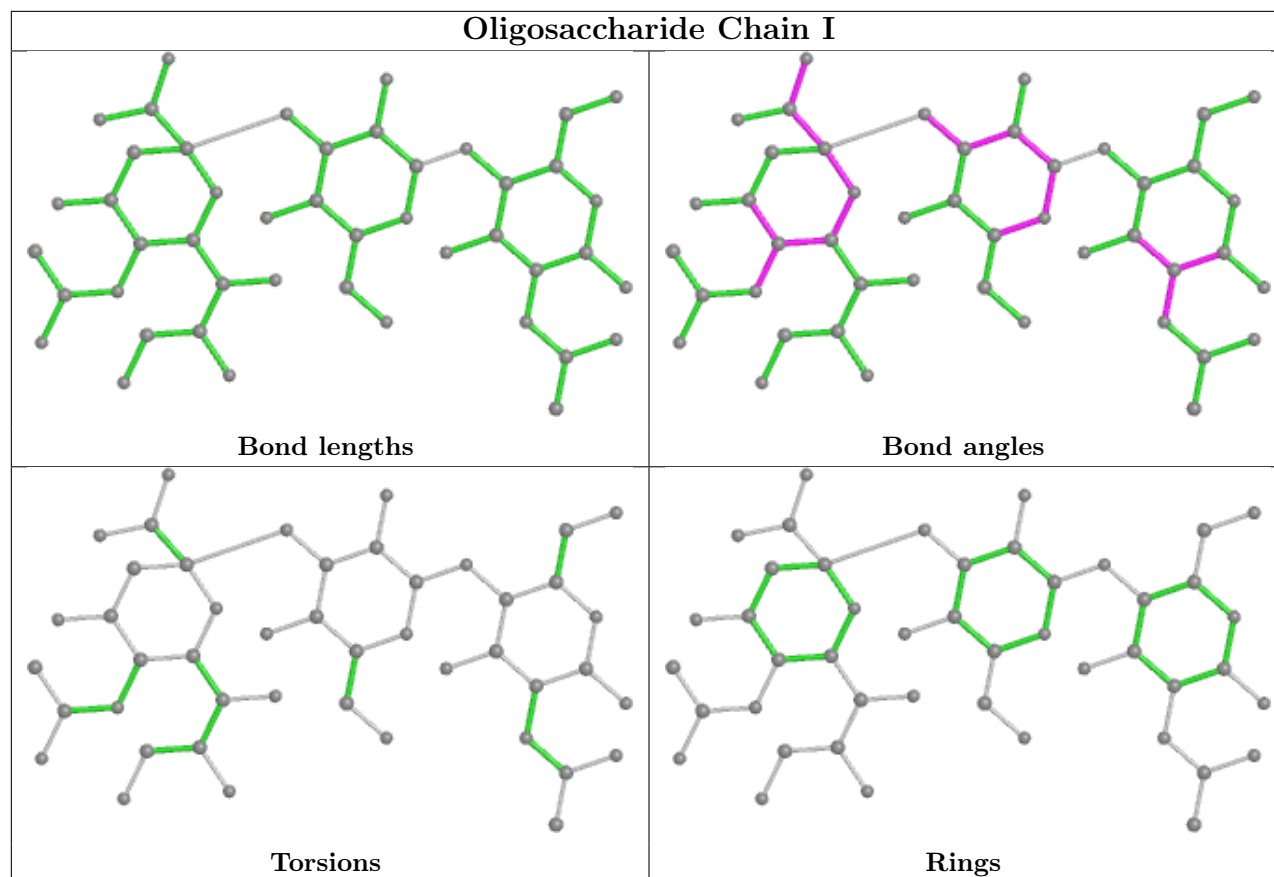 Oligosaccharide Chain I
Bond lengths
Bond angles
Torsions
Rings